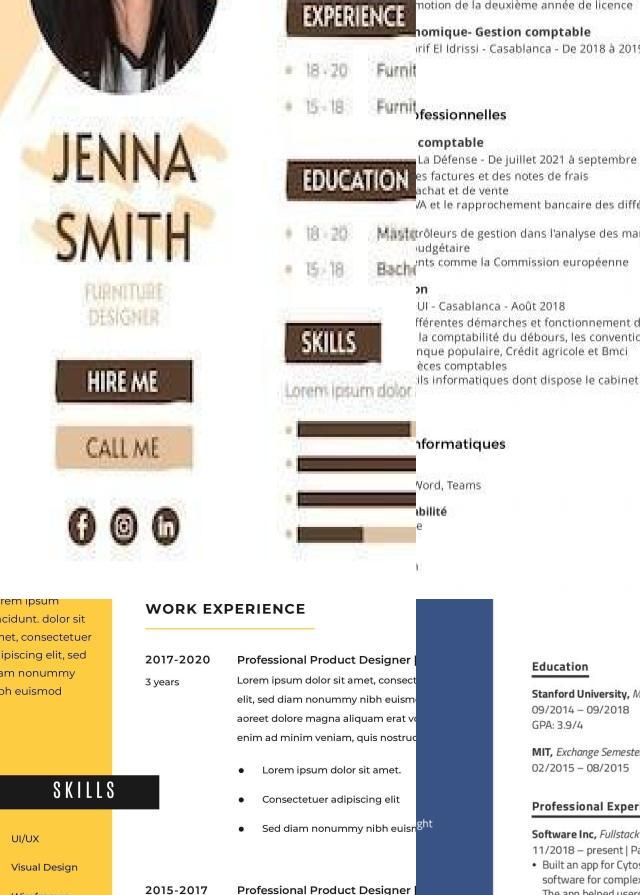 JENNA
SMITH
FURNITURE
DESIGNER
HIRE ME
CALL ME
EXPERIENCE
18 - 20 Furnit
15 - 18 Furnit
EDUCATION
18 - 20 Maste
15 - 18 Bache
SKILLS
Lorem ipsum dolor
motion de la deuxième année de licence
nomique- Gestion comptable
arif El Idrissi - Casablanca - De 2018 à 2019
ofessionnelles
comptable
La Défense - De juillet 2021 à septembre
es factures et des notes de frais
achat et de vente
VA et le rapprochement bancaire des diffé
trôleurs de gestion dans l'analyse des mar
oudgétaire
ents comme la Commission européenne
on
UI - Casablanca - Août 2018
fférentes démarches et fonctionnement d
la comptabilité du débours, les conventio
nque populaire, Crédit agricole et Bmci
èces comptables
ils informatiques dont dispose le cabinet
nformatiques
Word, Teams
abilité
e
rem ipsum
cidunt. dolor sit
met, consectetuer
ipiscing elit, sed
am nonummy
bh euismod
SKILLS
UI/UX
Visual Design
WORK EXPERIENCE
2017-2020 Professional Product Designer |
3 years
Lorem ipsum dolor sit amet, consect
elit, sed diam nonummy nibh euism
aoreet dolore magna aliquam erat vo
enim ad minim veniam, quis nostruc
• Lorem ipsum dolor sit amet.
• Consectetuer adipiscing elit
• Sed diam nonummy nibh euism
2015-2017 Professional Product Designer |
ght
Education
Stanford University, M
09/2014 – 09/2018
GPA: 3.9/4
MIT, Exchange Semeste
02/2015 – 08/2015
Professional Exper
Software Inc, Fullstack
11/2018 – present | Pa
• Built an app for Cytos
software for complex
The app helped users